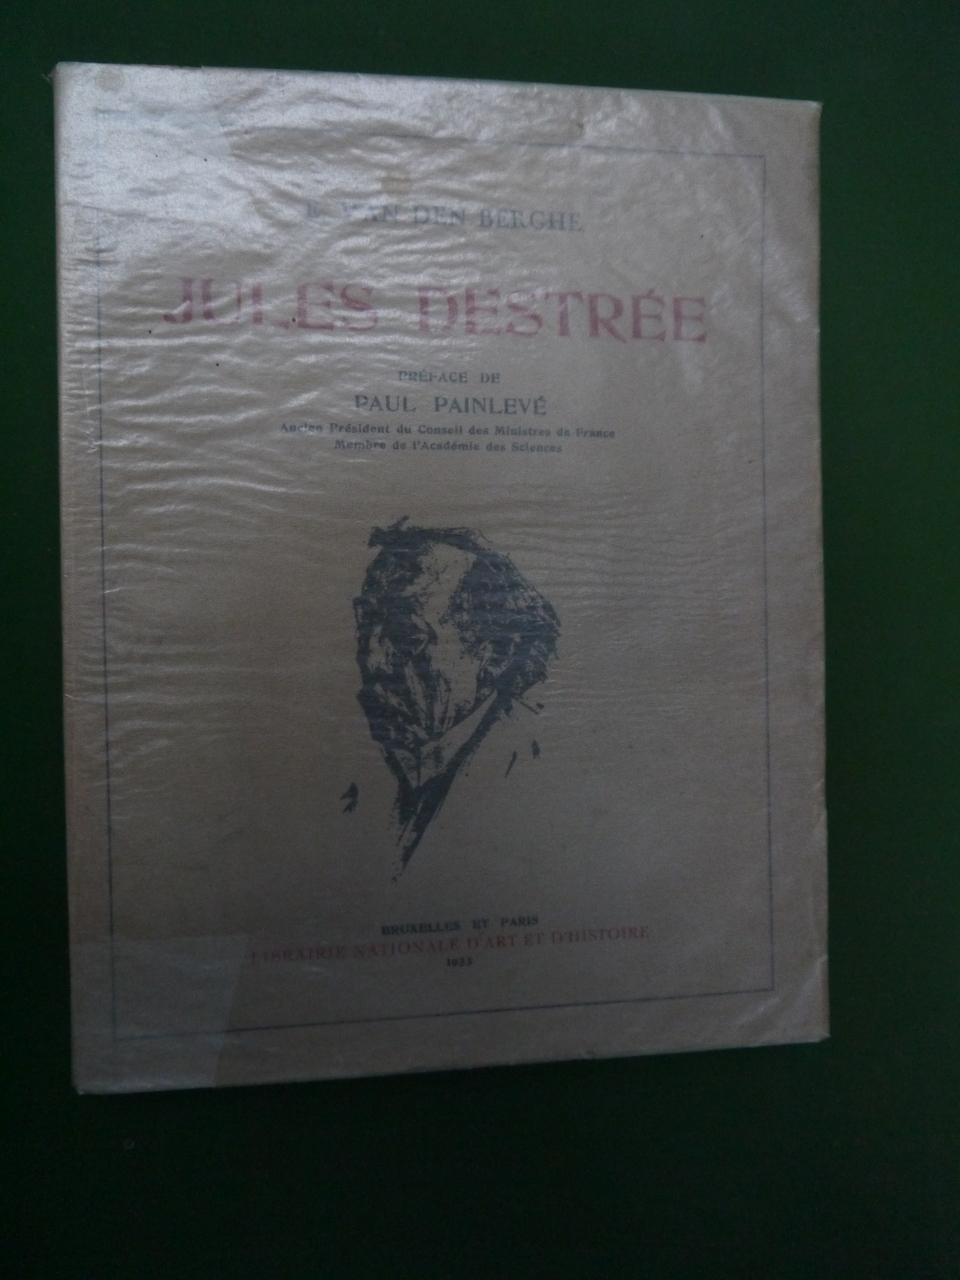 R. VAN DEN BERGHE
JULES DESTRÉE
PRÉFACE DE
PAUL PAINLEVÉ
Ancien Président du Conseil des Ministres de France
Membre de l'Académie des Sciences
BRUXELLES ET PARIS
LIBRAIRIE NATIONALE D'ART ET D'HISTOIRE
1933